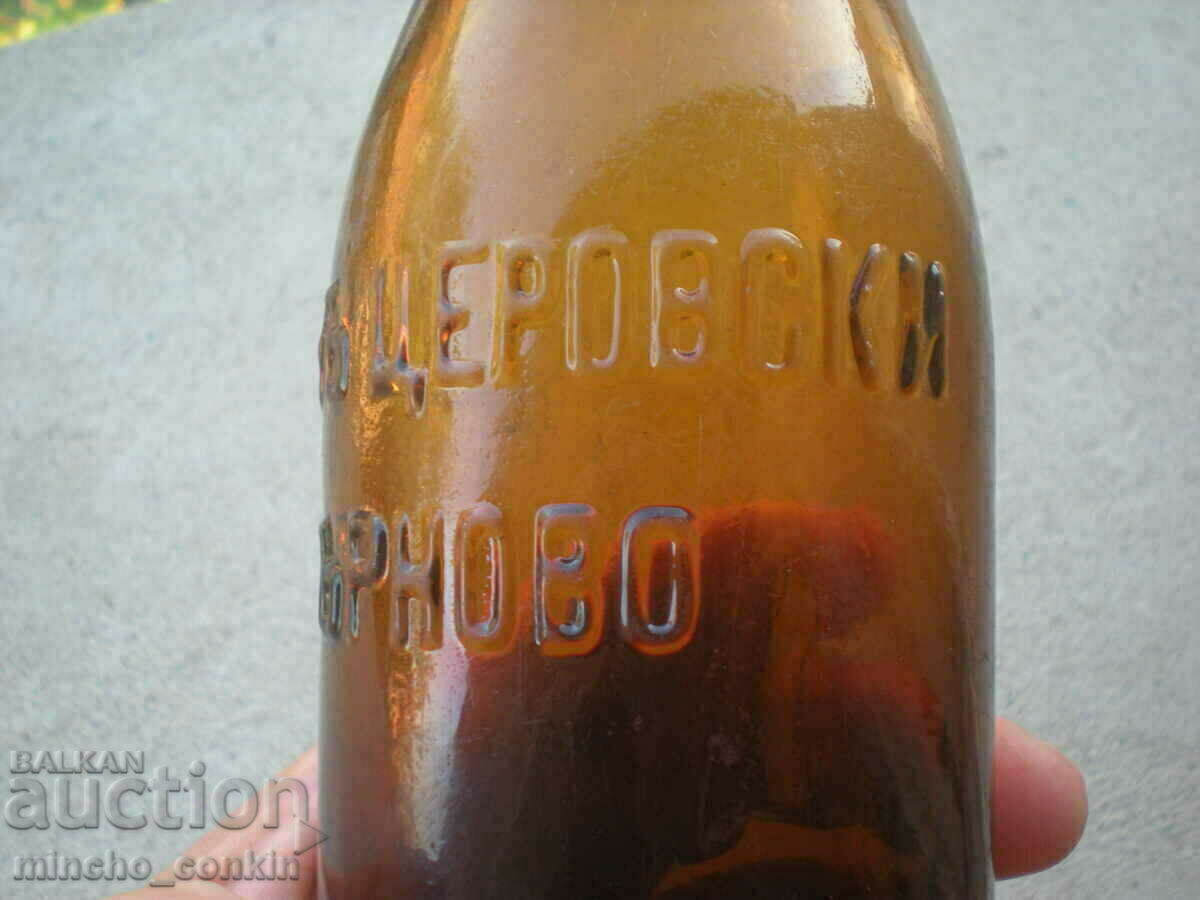 Ъ ЦЕРОВСКИ
ЪРНОВО
BALKAN
auction
mincho_conkin